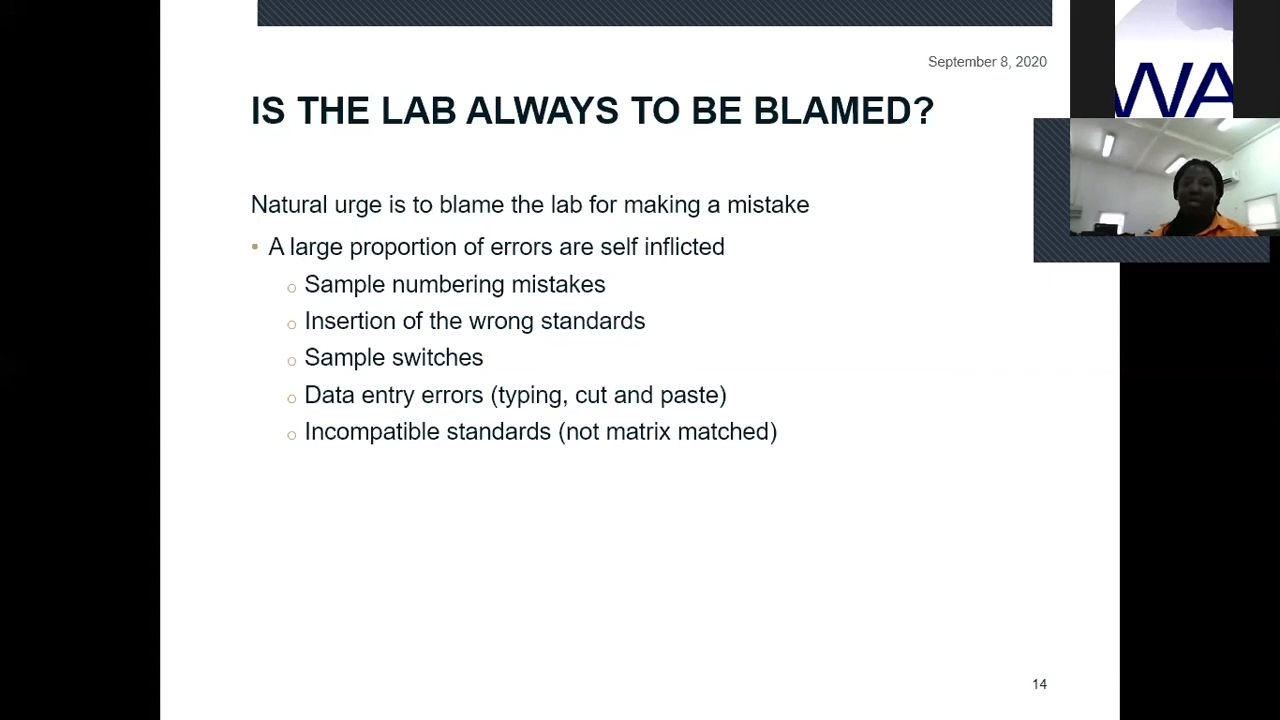 September 8, 2020
WA
IS THE LAB ALWAYS TO BE BLAMED?
Natural urge is to blame the lab for making a mistake
• A large proportion of errors are self inflicted
o Sample numbering mistakes
o Insertion of the wrong standards
o Sample switches
o Data entry errors (typing, cut and paste)
o Incompatible standards (not matrix matched)
14